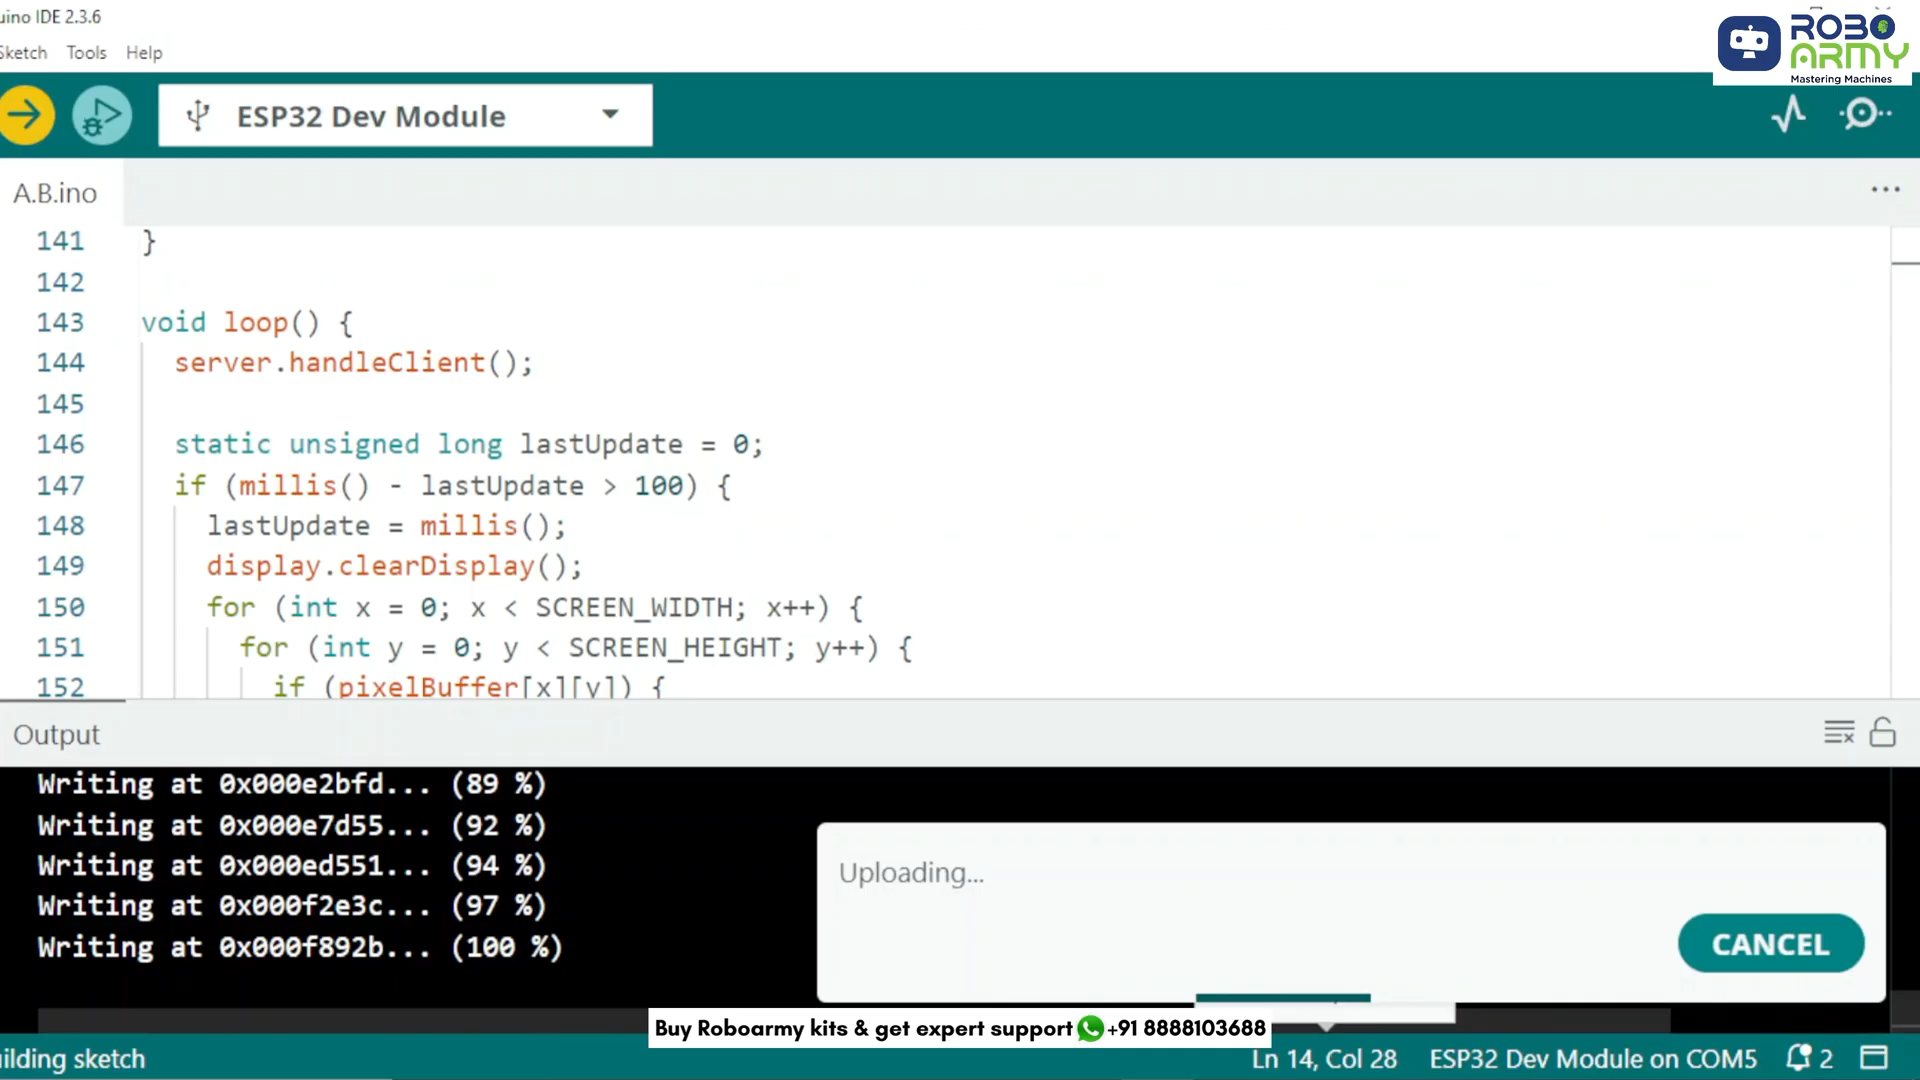 uino IDE 2.3.6
Sketch Tools Help
ROBO
ARMY
Mastering Machines
ESP32 Dev Module
A.B.ino
141 }
142
143 void loop() {
144 server.handleClient();
145
146 static unsigned long lastUpdate = 0;
147 if (millis() - lastUpdate > 100) {
148 lastUpdate = millis();
149 display.clearDisplay();
150 for (int x = 0; x < SCREEN_WIDTH; x++) {
151 for (int y = 0; y < SCREEN_HEIGHT; y++) {
152 if (pixelBuffer[x][y]) {
Output
Writing at 0x000e2bfd... (89 %)
Writing at 0x000e7d55... (92 %)
Writing at 0x000ed551... (94 %)
Writing at 0x000f2e3c... (97 %)
Writing at 0x000f892b... (100 %)
Uploading...
CANCEL
Buy Roboarmy kits & get expert support +91 8888103688
uilding sketch
Ln 14, Col 28 ESP32 Dev Module on COM5 2